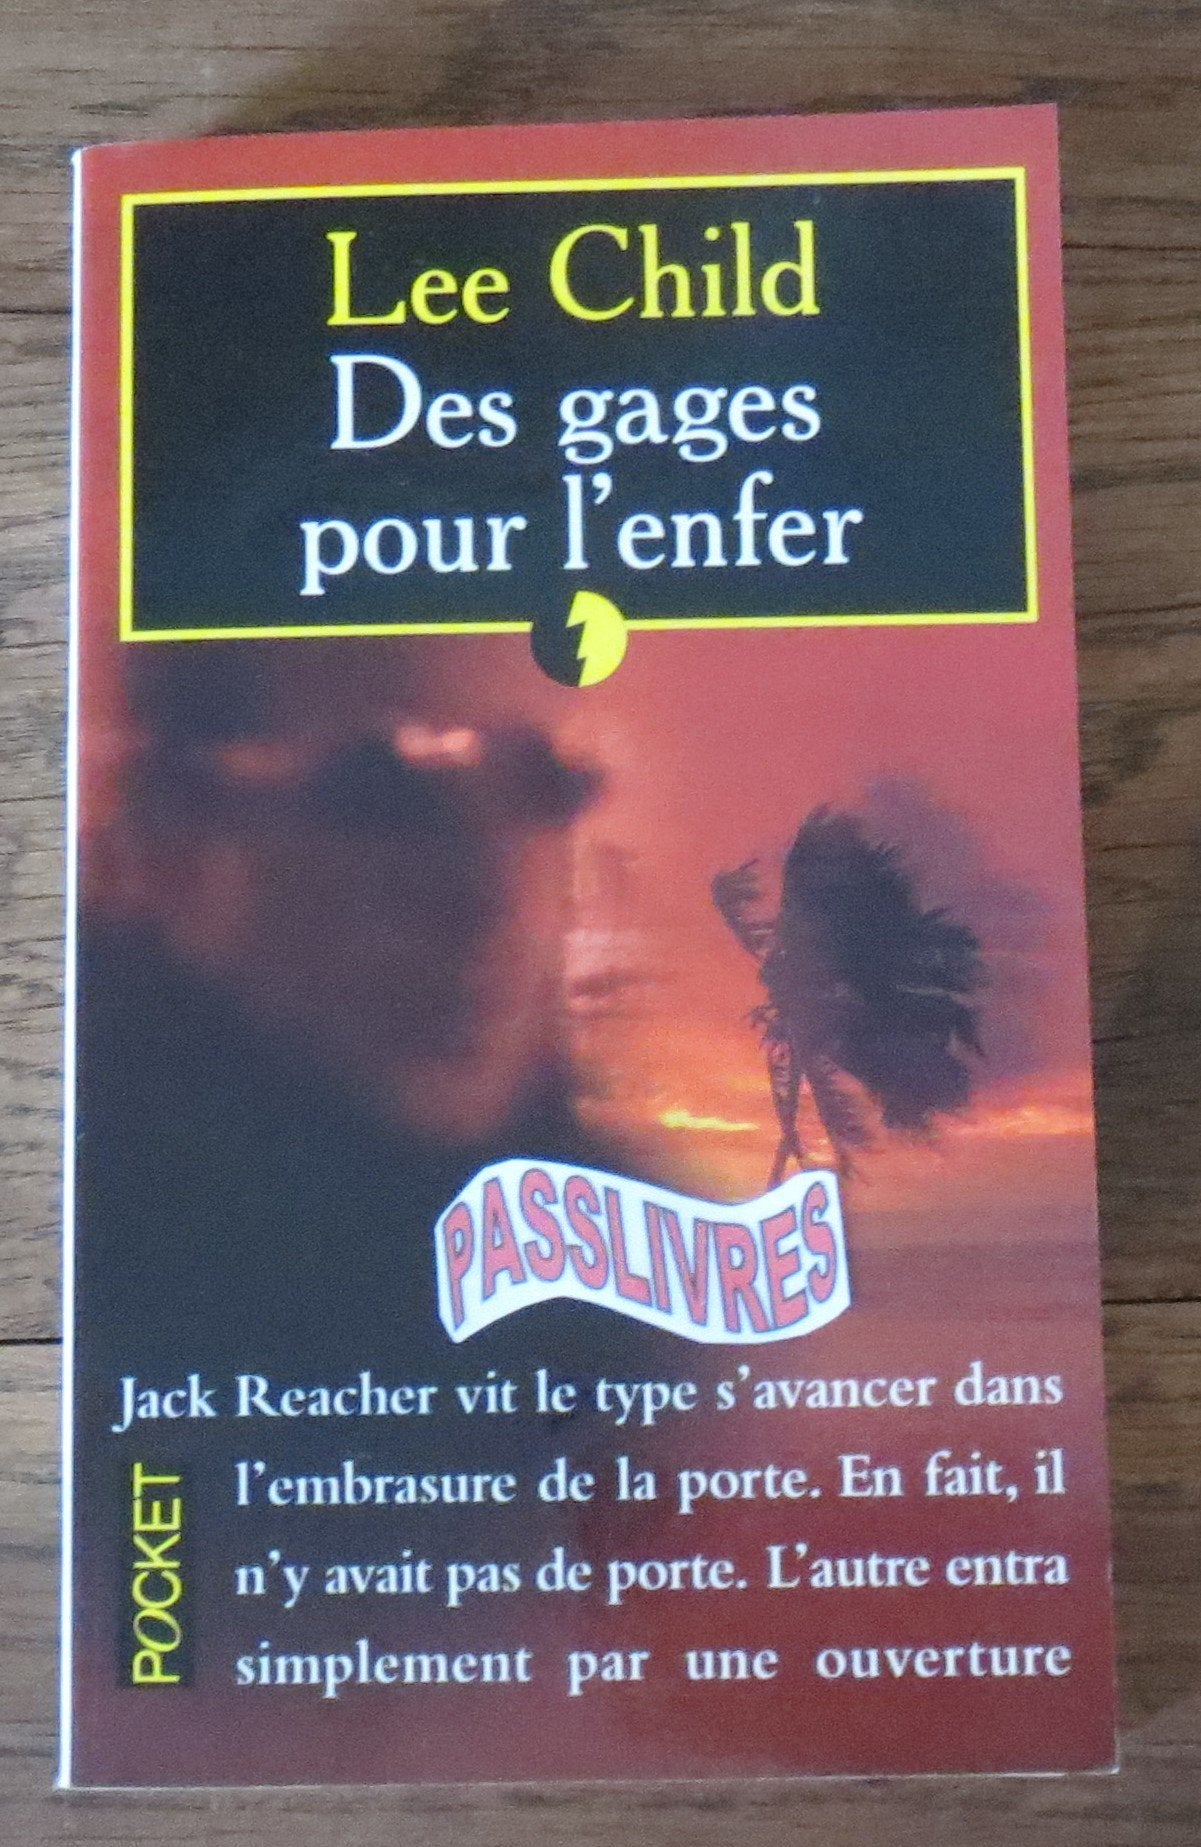 Lee Child
Des gages
pour l'enfer
PASSLIVRES
Jack Reacher vit le type s'avancer dans
l'embrasure de la porte. En fait, il
n'y avait pas de porte. L'autre entra
simplement par une ouverture
POCKET